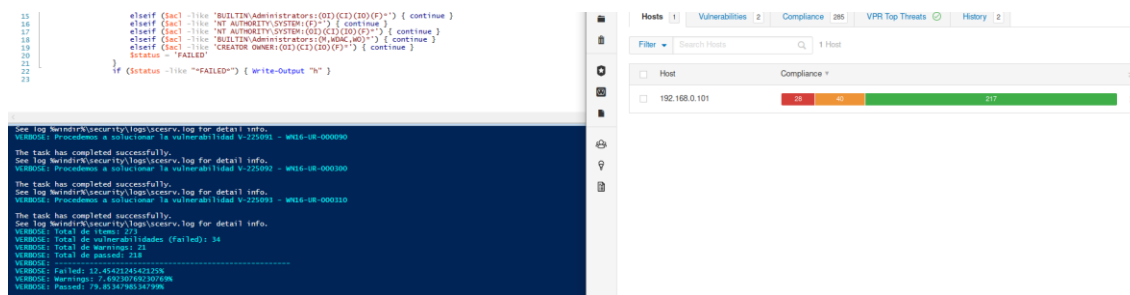 15 elseif ($acl -like 'BUILTIN\Administrators:(OI)(CI)(IO)(F)*') { continue }
16 elseif ($acl -like 'NT AUTHORITY\SYSTEM:(F)*') { continue }
17 elseif ($acl -like 'NT AUTHORITY\SYSTEM:(OI)(CI)(IO)(F)*') { continue }
18 elseif ($acl -like 'BUILTIN\Administrators:(M,WDAC,WO)*') { continue }
19 elseif ($acl -like 'CREATOR OWNER:(OI)(CI)(IO)(F)*') { continue }
20 $status = 'FAILED'
21 }
22 if ($status -like "*FAILED*") { Write-Output "h" }
23
See log %windir%\security\logs\scesrv.log for detail info.
VERBOSE: Procedemos a solucionar la vulnerabilidad V-225091 - WN16-UR-000090
The task has completed successfully.
See log %windir%\security\logs\scesrv.log for detail info.
VERBOSE: Procedemos a solucionar la vulnerabilidad V-225092 - WN16-UR-000300
The task has completed successfully.
See log %windir%\security\logs\scesrv.log for detail info.
VERBOSE: Procedemos a solucionar la vulnerabilidad V-225093 - WN16-UR-000310
The task has completed successfully.
See log %windir%\security\logs\scesrv.log for detail info.
VERBOSE: Total de items: 273
VERBOSE: Total de vulnerabilidades (failed): 34
VERBOSE: Total de Warnings: 21
VERBOSE: Total de passed: 218
VERBOSE: ------------------------------------------------------
VERBOSE: Failed: 12.4542124542125%
VERBOSE: Warnings: 7.69230769230769%
VERBOSE: Passed: 79.8534798534799%
Hosts 1 Vulnerabilities 2 Compliance 285 VPR Top Threats History 2
Filter Search Hosts 1 Host
Host Compliance
192.168.0.101 28 40 217